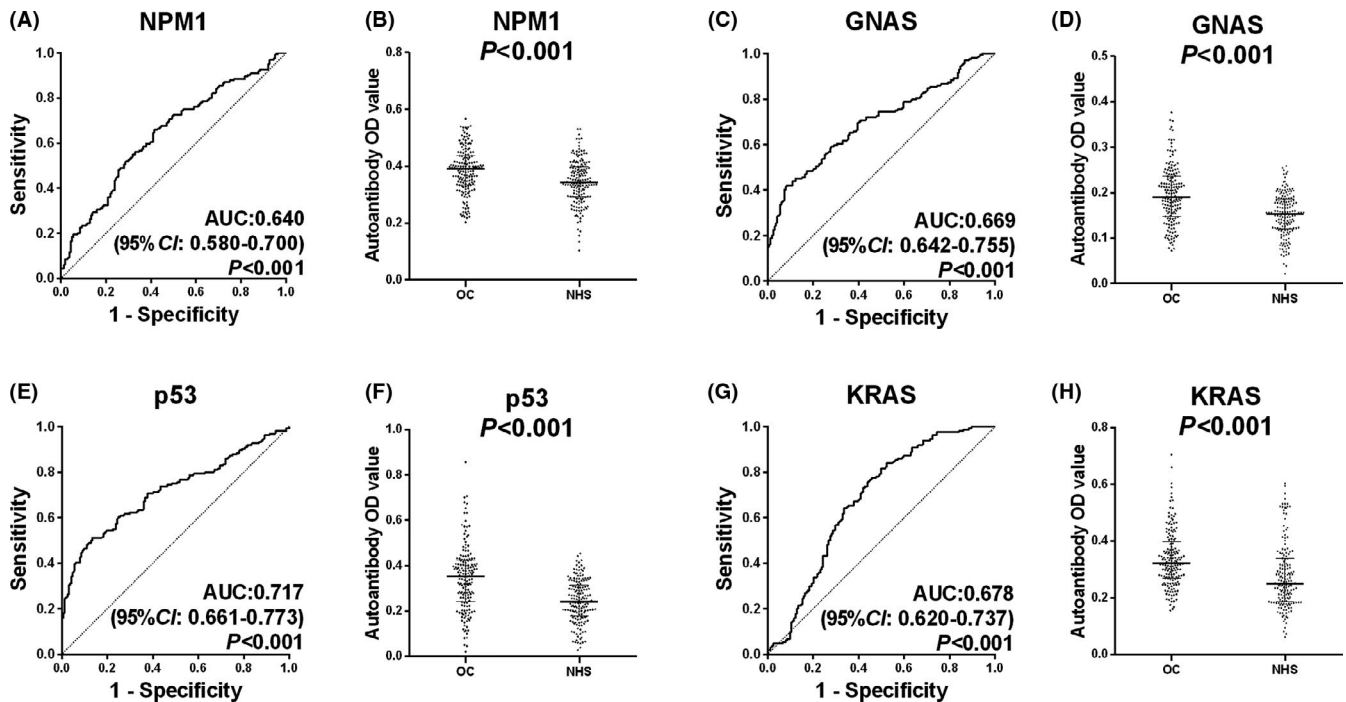 (A)
NPM1
1.0
0.8
0.6
0.4
0.2
0.0
0.0 0.2 0.4 0.6 0.8 1.0
Sensitivity
1 - Specificity
AUC:0.640
(95%CI: 0.580-0.700)
P<0.001
(B)
NPM1
P<0.001
0.8
0.6
0.4
0.2
0.0
Autoantibody OD value
OC NHS
(C)
GNAS
1.0
0.8
0.6
0.4
0.2
0.0
0.0 0.2 0.4 0.6 0.8 1.0
Sensitivity
1 - Specificity
AUC:0.669
(95%CI: 0.642-0.755)
P<0.001
(D)
GNAS
P<0.001
0.5
0.4
0.3
0.2
0.1
0.0
Autoantibody OD value
OC NHS
(E)
p53
1.0
0.8
0.6
0.4
0.2
0.0
0.0 0.2 0.4 0.6 0.8 1.0
Sensitivity
1 - Specificity
AUC:0.717
(95%CI: 0.661-0.773)
P<0.001
(F)
p53
P<0.001
1.0
0.8
0.6
0.4
0.2
0.0
Autoantibody OD value
OC NHS
(G)
KRAS
1.0
0.8
0.6
0.4
0.2
0.0
0.0 0.2 0.4 0.6 0.8 1.0
Sensitivity
1 - Specificity
AUC:0.678
(95%CI: 0.620-0.737)
P<0.001
(H)
KRAS
P<0.001
0.8
0.6
0.4
0.2
0.0
Autoantibody OD value
OC NHS